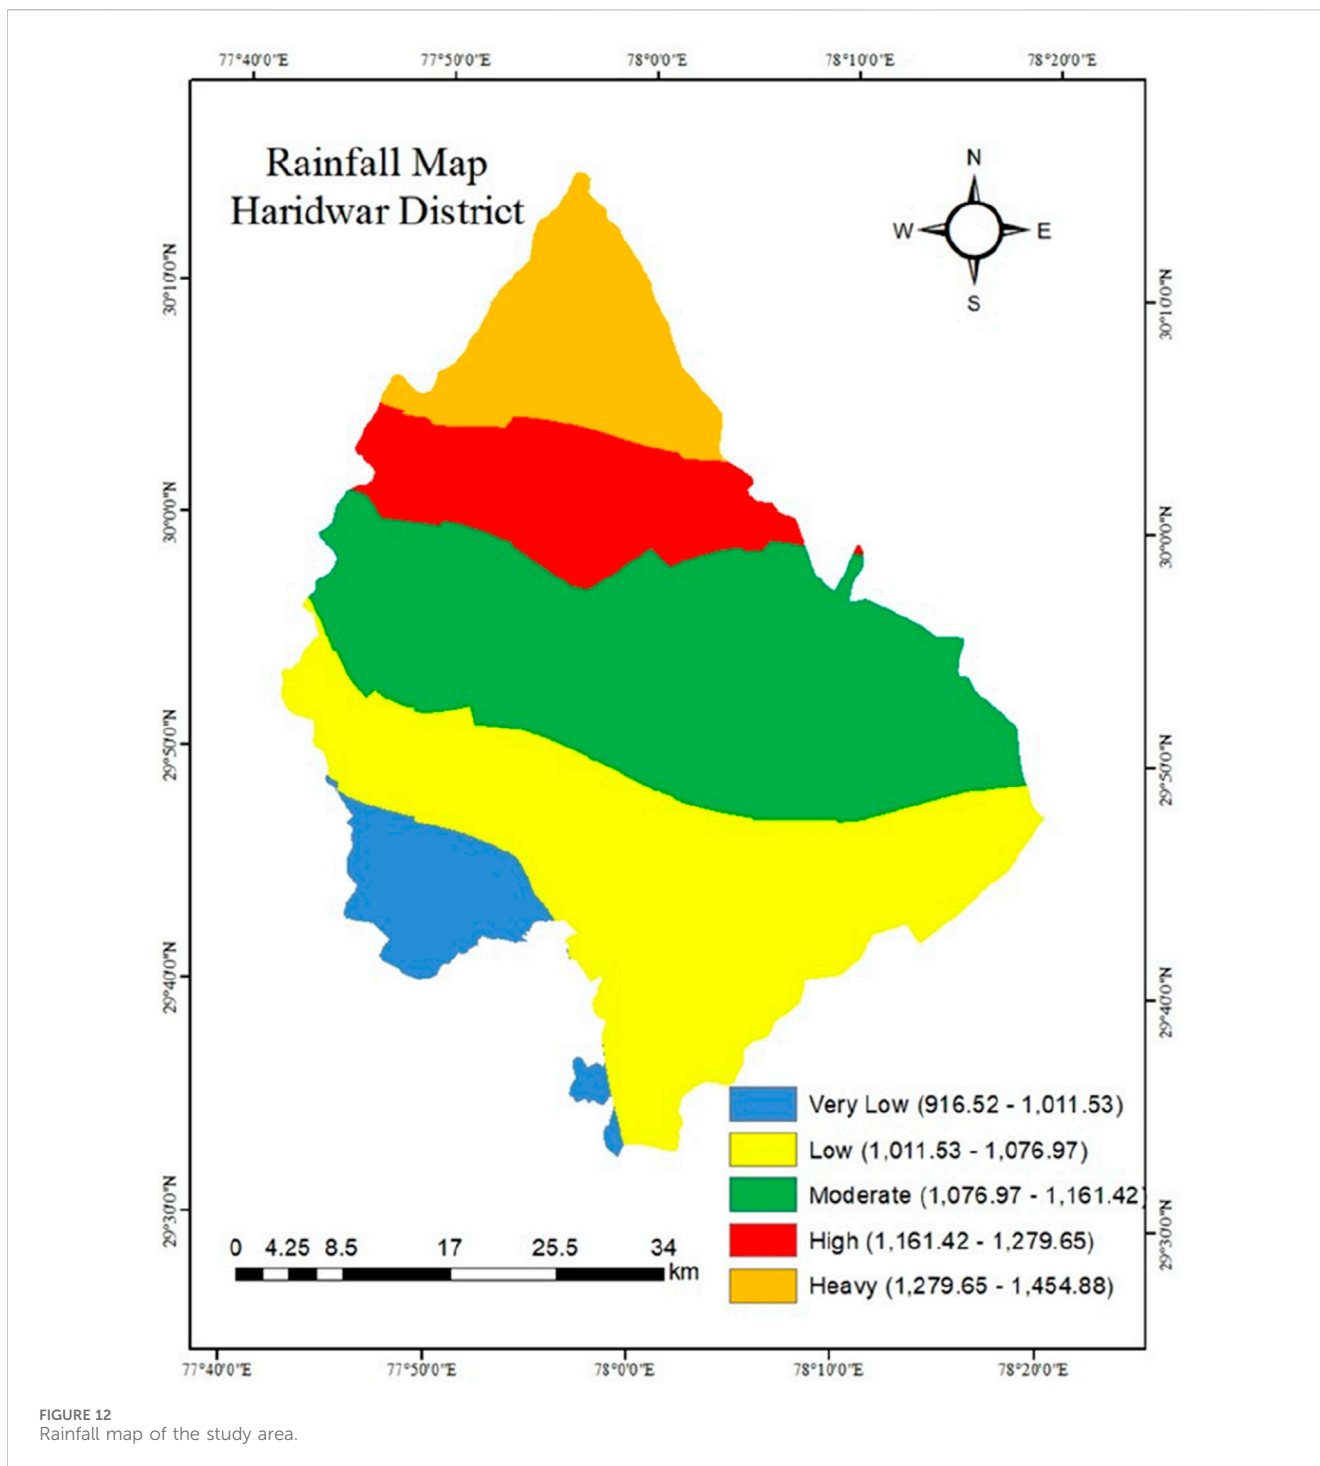 77°40'0"E 77°50'0"E 78°0'0"E 78°10'0"E 78°20'0"E
Rainfall Map
Haridwar District
N
W E
S
30°10'0"N
30°0'0"N
29°50'0"N
29°40'0"N
29°30'0"N
30°10'0"N
30°0'0"N
29°50'0"N
29°40'0"N
29°30'0"N
Very Low (916.52 - 1,011.53)
Low (1,011.53 - 1,076.97)
Moderate (1,076.97 - 1,161.42)
High (1,161.42 - 1,279.65)
Heavy (1,279.65 - 1,454.88)
0 4.25 8.5 17 25.5 34
km
77°40'0"E 77°50'0"E 78°0'0"E 78°10'0"E 78°20'0"E
FIGURE 12
Rainfall map of the study area.